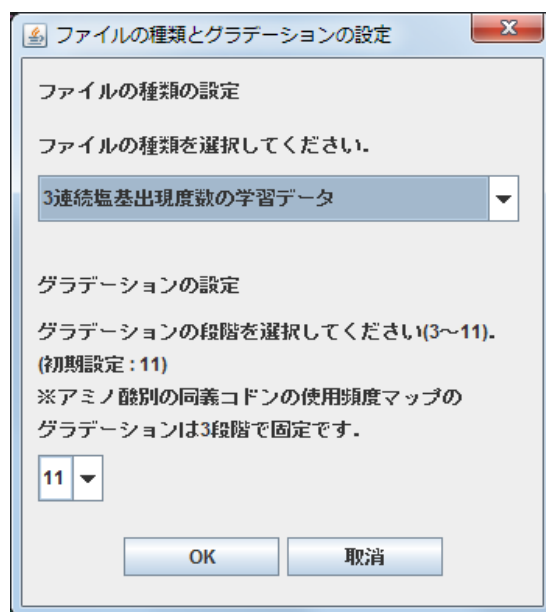 ファイルの種類とグラデーションの設定
ファイルの種類の設定
ファイルの種類を選択してください.
3連続塩基出現度数の学習データ
グラデーションの設定
グラデーションの段階を選択してください(3～11).
(初期設定 : 11)
※アミノ酸別の同義コドンの使用頻度マップの
グラデーションは3段階で固定です.
11
OK 取消